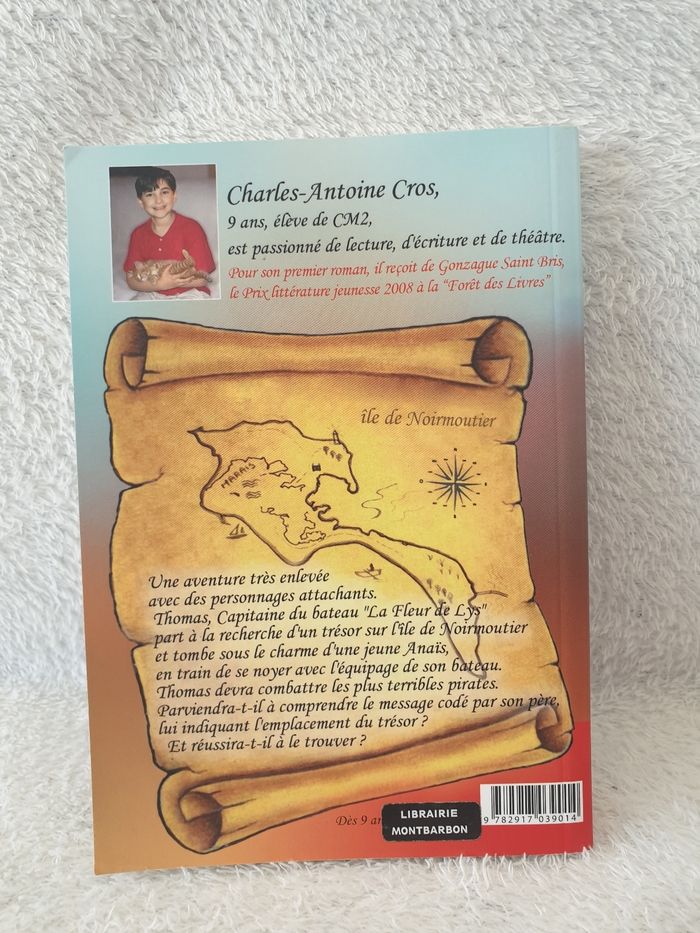 Charles-Antoine Cros,
9 ans, élève de CM2,
est passionné de lecture, d'écriture et de théâtre.
Pour son premier roman, il reçoit de Gonzague Saint Bris,
le Prix littérature jeunesse 2008 à la "Forêt des Livres"
île de Noirmoutier
MARAIS
Une aventure très enlevée
avec des personnages attachants.
Thomas, Capitaine du bateau "La Fleur de Lys"
part à la recherche d'un trésor sur l'île de Noirmoutier
et tombe sous le charme d'une jeune Anaïs,
en train de se noyer avec l'équipage de son bateau.
Thomas devra combattre les plus terribles pirates.
Parviendra-t-il à comprendre le message codé par son père,
lui indiquant l'emplacement du trésor ?
Et réussira-t-il à le trouver ?
Dès 9
LIBRAIRIE
MONTBARBON
9 782917 039014